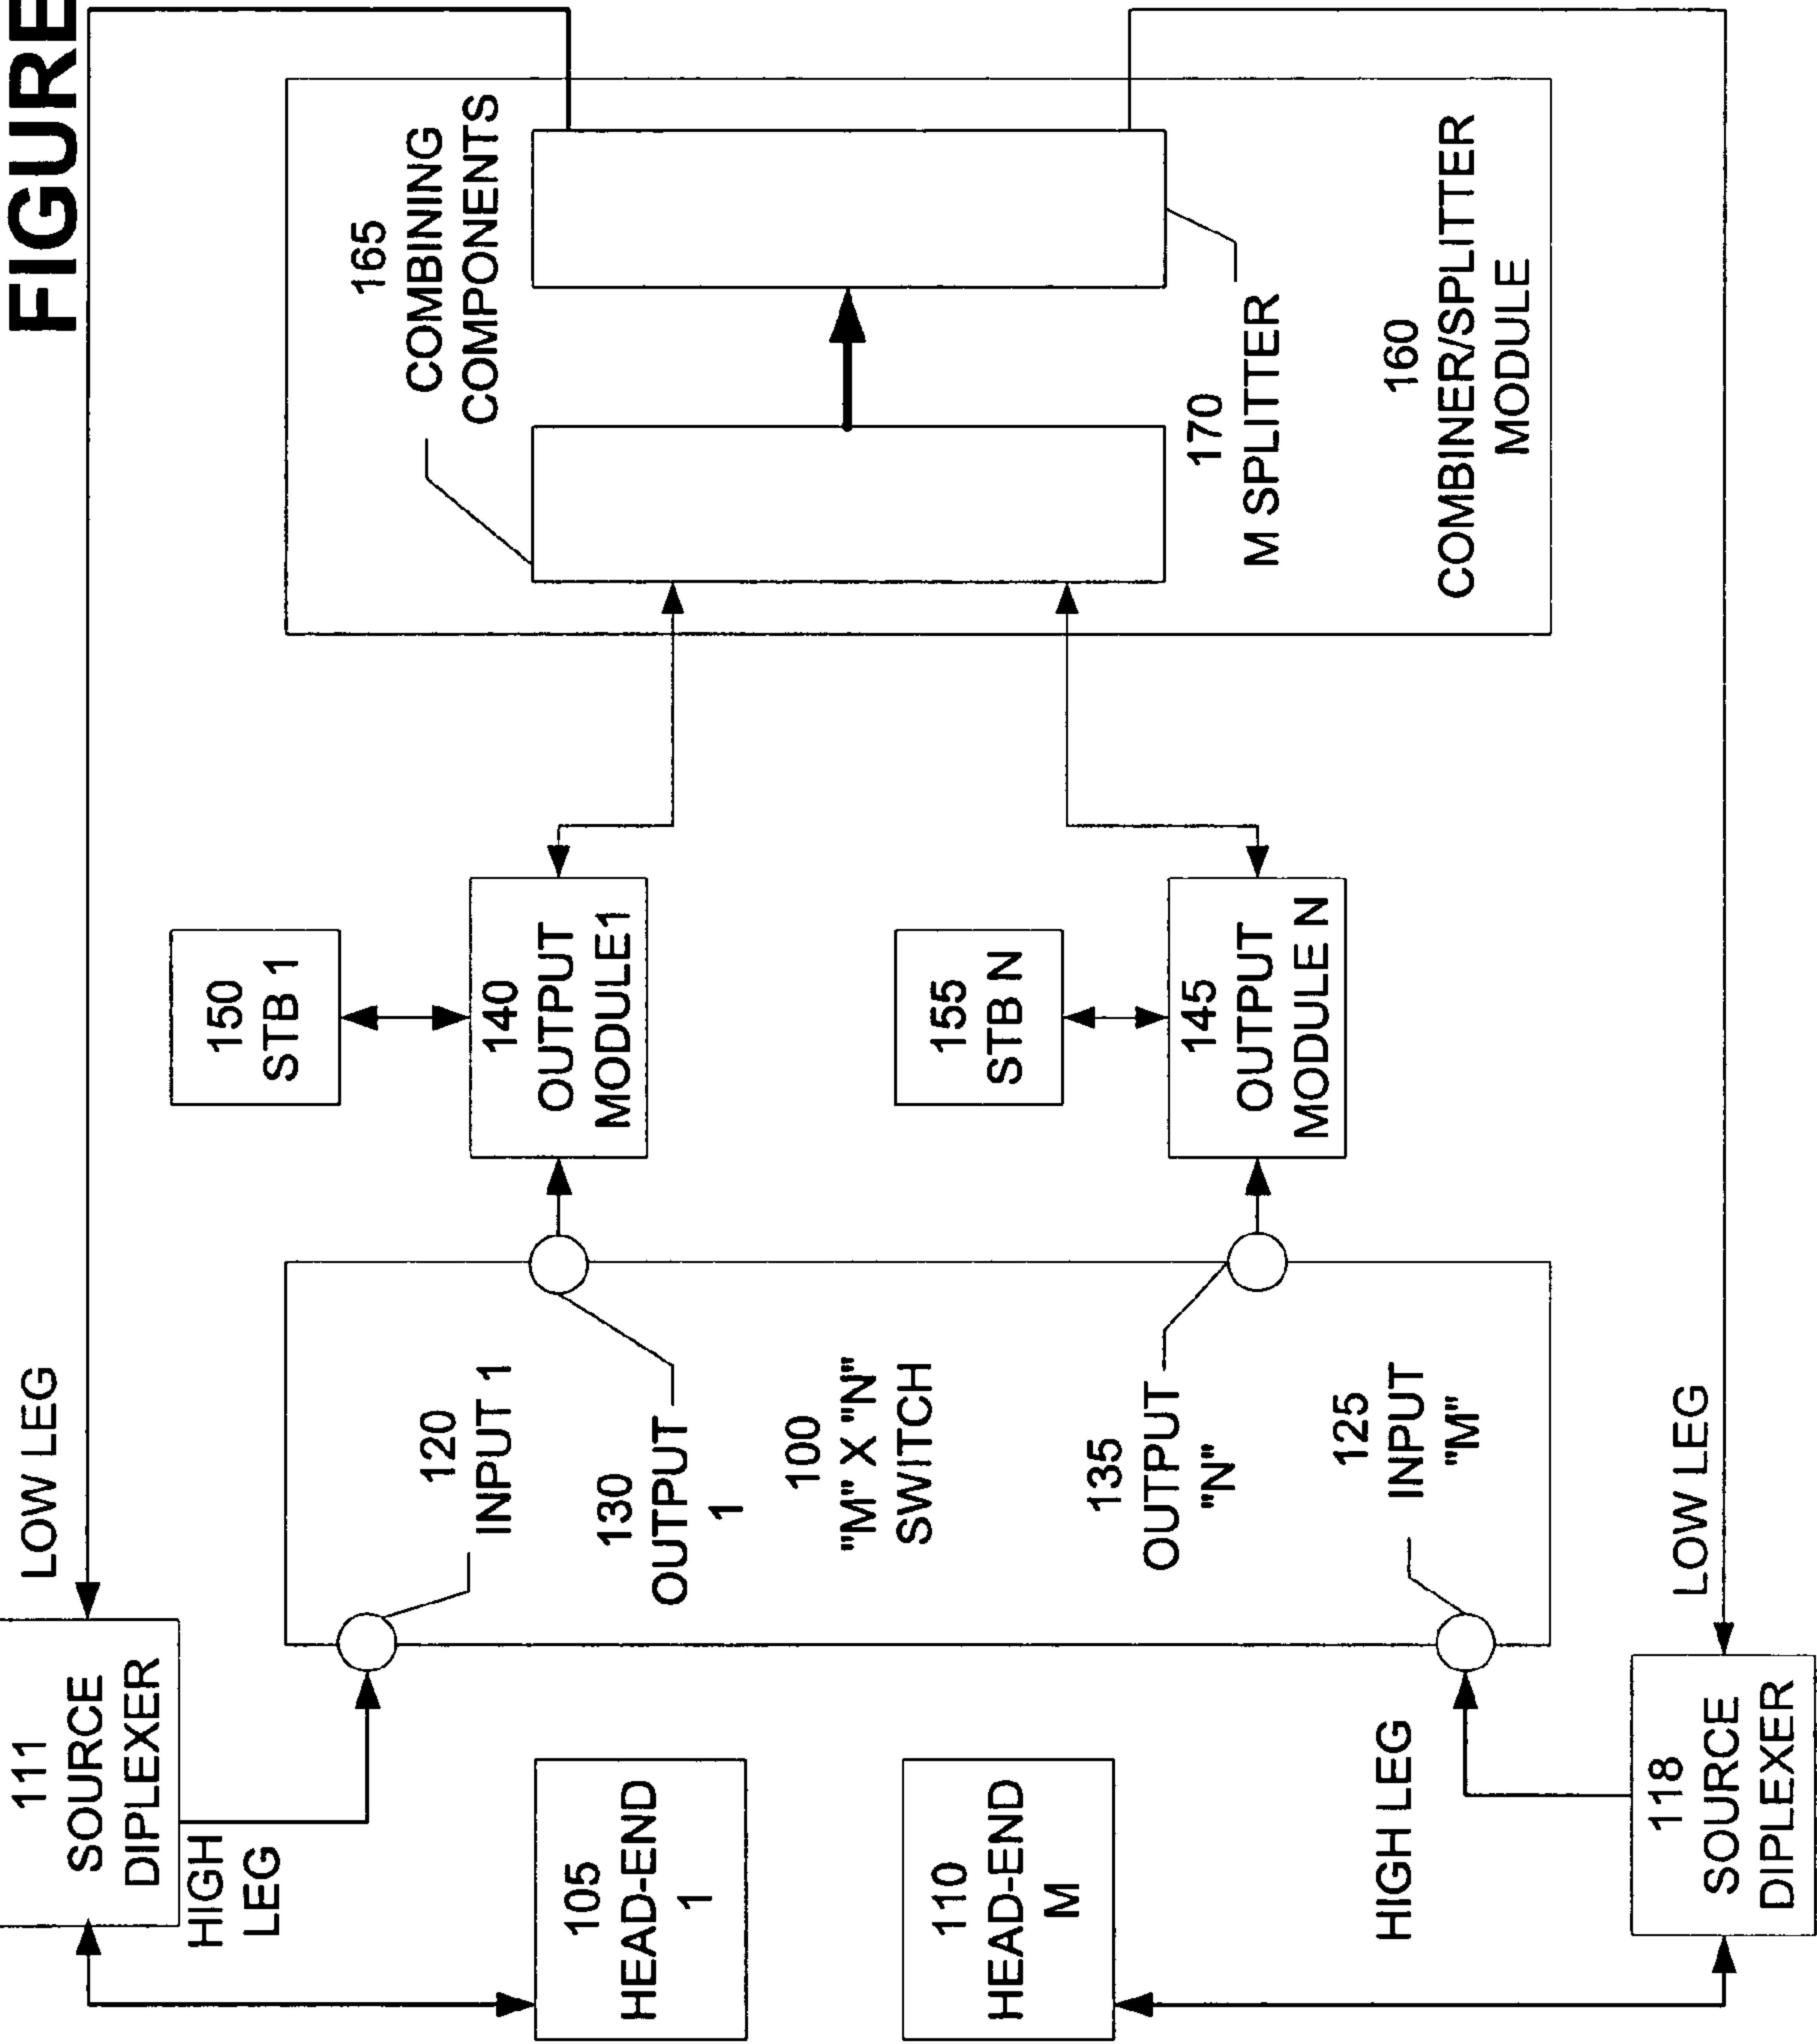 FIGURE
LOW LEG
111
SOURCE
DIPLEXER
HIGH
LEG
105
HEAD-END
1
110
HEAD-END
M
HIGH LEG
118
SOURCE
DIPLEXER
LOW LEG
120
INPUT 1
130
OUTPUT
1
100
"M" X "N"
SWITCH
135
OUTPUT
"N"
125
INPUT
"M"
150
STB 1
140
OUTPUT
MODULE1
155
STB N
145
OUTPUT
MODULE N
165
COMBINING
COMPONENTS
170
M SPLITTER
160
COMBINER/SPLITTER
MODULE